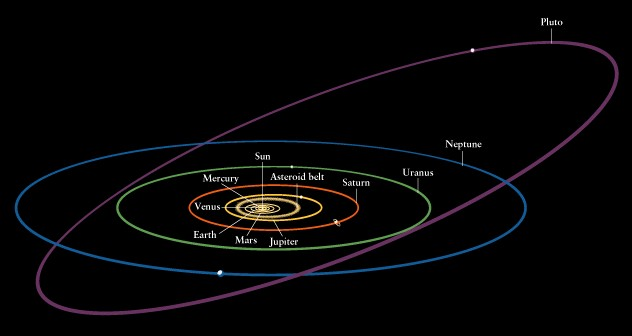 Pluto
Neptune
Sun
Uranus
Asteroid belt
Mercury
Saturn
Venus
Earth
Mars
Jupiter